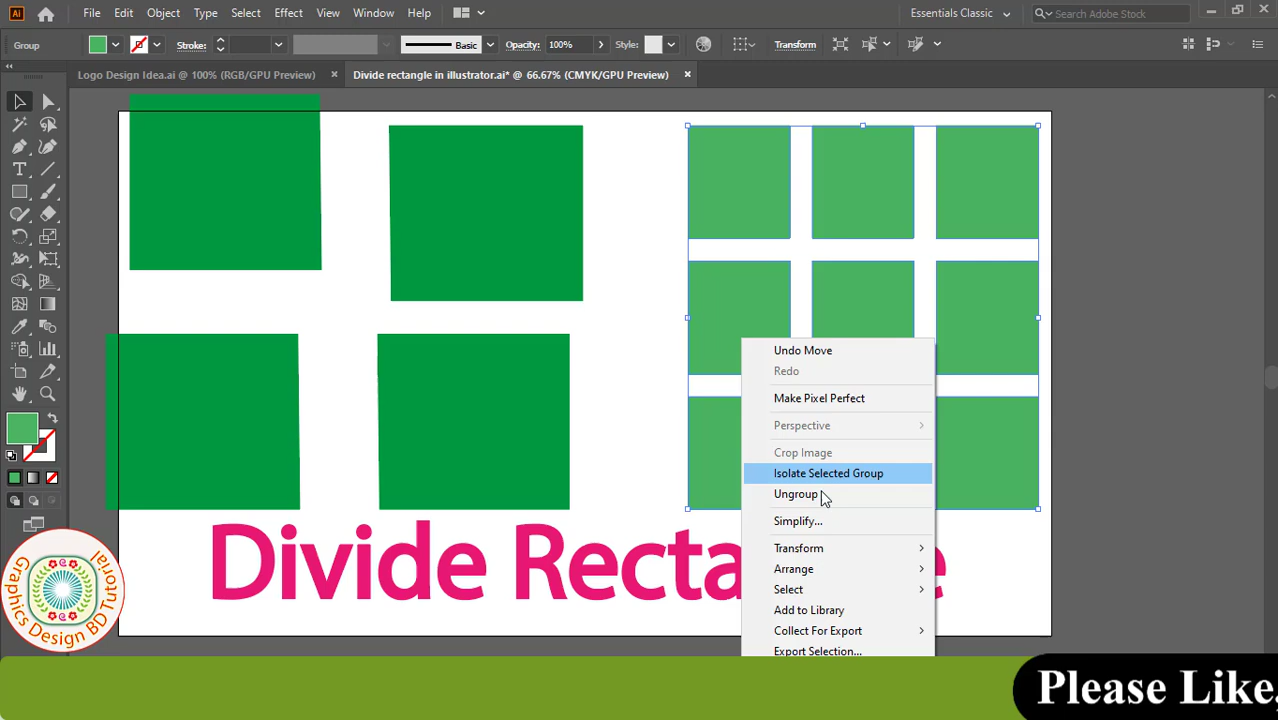 Ai File Edit Object Type Select Effect View Window Help Essentials Classic Search Adobe Stock
Group Stroke: Basic Opacity: 100% Style: Transform
Logo Design Idea.ai @ 100% (RGB/GPU Preview) × Divide rectangle in illustrator.ai* @ 66.67% (CMYK/GPU Preview) ×
Undo Move
Redo
Make Pixel Perfect
Perspective
Crop Image
Isolate Selected Group
Ungroup
Simplify...
Transform
Arrange
Select
Add to Library
Collect For Export
Export Selection...
Divide Recta e
Graphics Design BD Tutorial
Please Like.